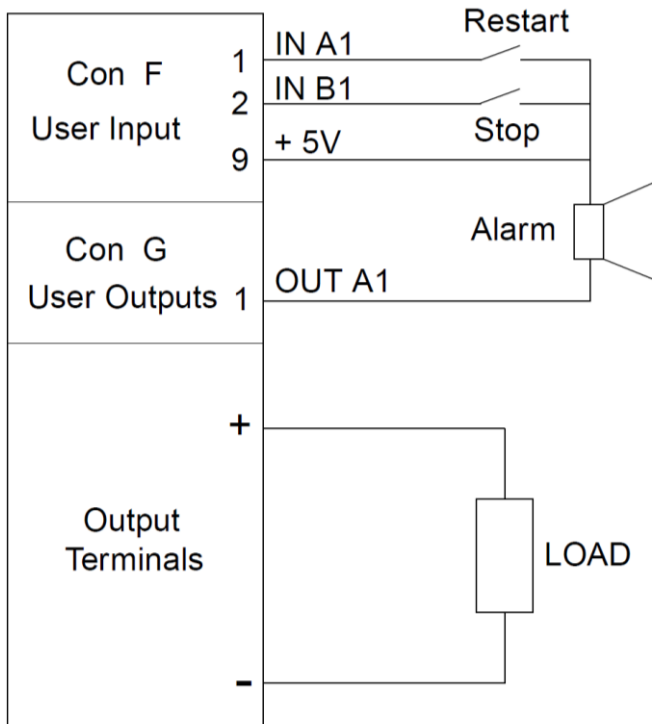 Restart
1 IN A1
Con F
2 IN B1
User Input
Stop
9 + 5V
Alarm
Con G
User Outputs 1 OUT A1
+
Output
Terminals
LOAD
-